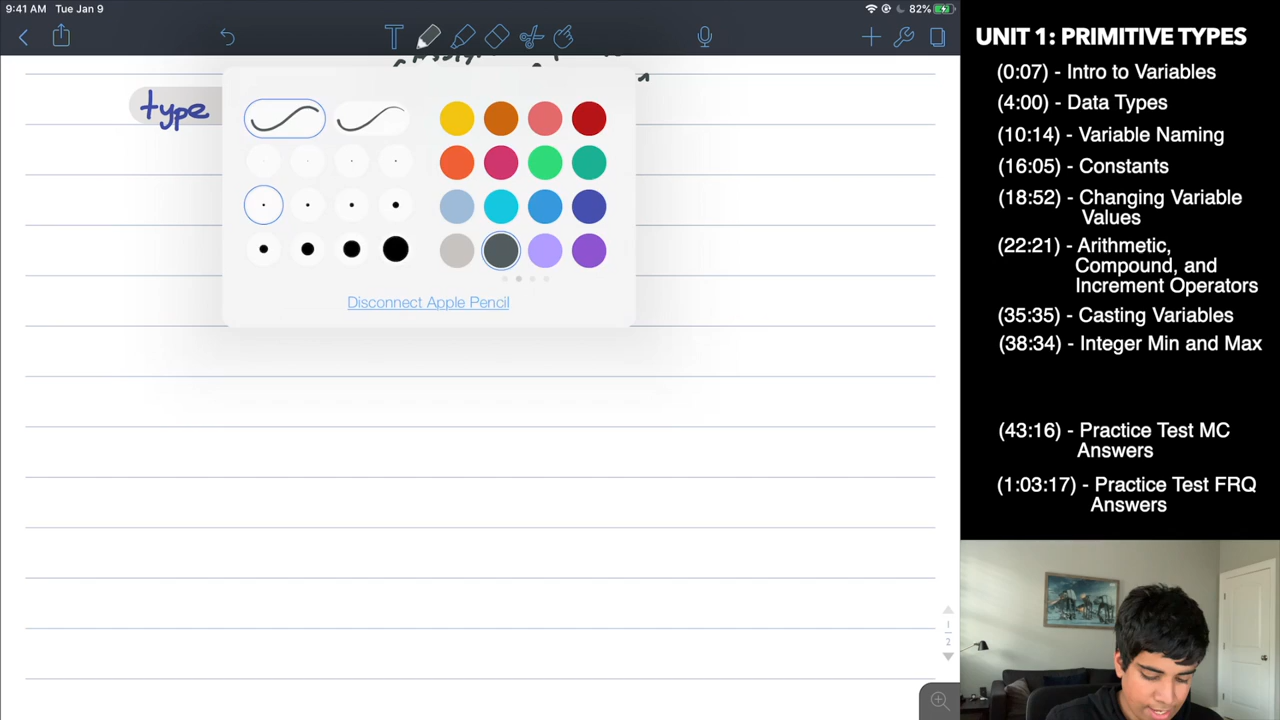 9:41 AM Tue Jan 9
82%
UNIT 1: PRIMITIVE TYPES
(0:07) - Intro to Variables
(4:00) - Data Types
(10:14) - Variable Naming
(16:05) - Constants
(18:52) - Changing Variable
Values
(22:21) - Arithmetic,
Compound, and
Increment Operators
(35:35) - Casting Variables
(38:34) - Integer Min and Max
(43:16) - Practice Test MC
Answers
(1:03:17) - Practice Test FRQ
Answers
type
Disconnect Apple Pencil
1
2